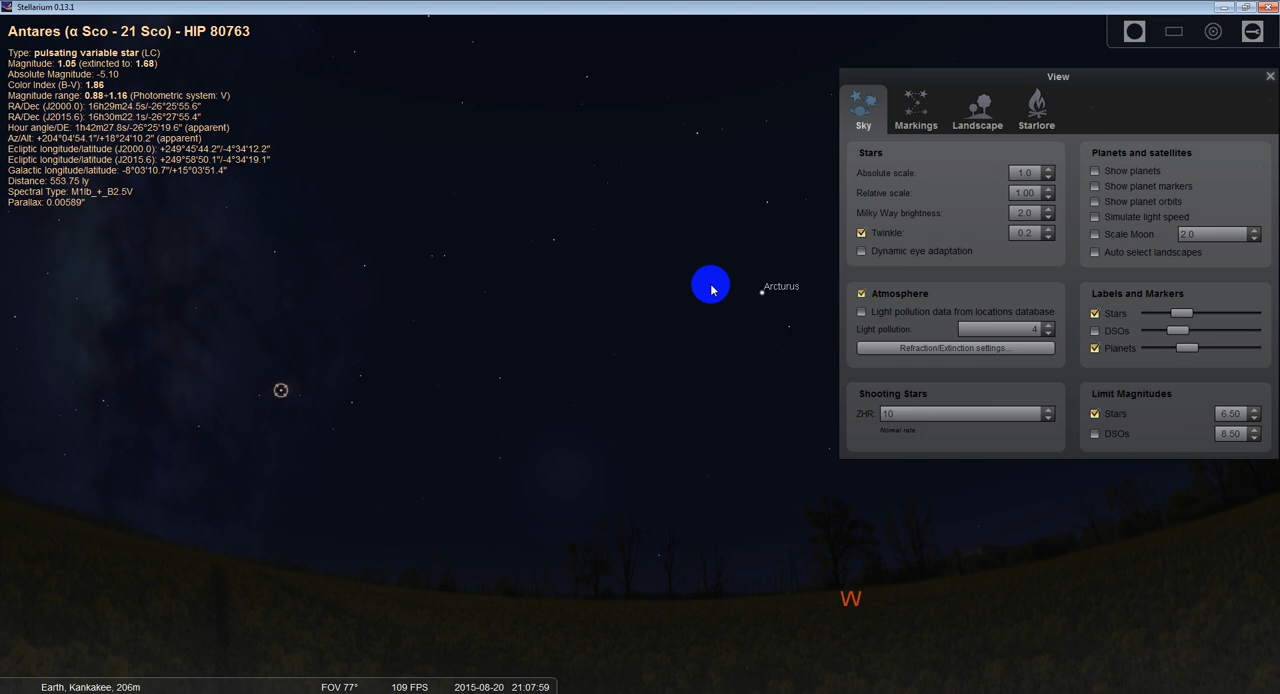 Stellarium 0.13.1
Antares (α Sco - 21 Sco) - HIP 80763
Type: pulsating variable star (LC)
Magnitude: 1.05 (extincted to: 1.68)
Absolute Magnitude: -5.10
Color Index (B-V): 1.86
Magnitude range: 0.88÷1.16 (Photometric system: V)
RA/Dec (J2000.0): 16h29m24.5s/-26°25'55.6"
RA/Dec (J2015.6): 16h30m22.1s/-26°27'55.4"
Hour angle/DE: 1h42m27.8s/-26°25'19.6" (apparent)
Az/Alt: +204°04'54.1"/+18°24'10.2" (apparent)
Ecliptic longitude/latitude (J2000.0): +249°45'44.2"/-4°34'12.2"
Ecliptic longitude/latitude (J2015.6): +249°58'50.1"/-4°34'19.1"
Galactic longitude/latitude: -8°03'10.7"/+15°03'51.4"
Distance: 553.75 ly
Spectral Type: M1Ib_+_B2.5V
Parallax: 0.00589"
Arcturus
W
View
Sky
Markings
Landscape
Starlore
Stars
Absolute scale: 1.0
Relative scale: 1.00
Milky Way brightness: 2.0
Twinkle: 0.2
Dynamic eye adaptation
Planets and satellites
Show planets
Show planet markers
Show planet orbits
Simulate light speed
Scale Moon 2.0
Auto select landscapes
Atmosphere
Light pollution data from locations database
Light pollution: 4
Refraction/Extinction settings...
Labels and Markers
Stars
DSOs
Planets
Shooting Stars
ZHR: 10
Normal rate
Limit Magnitudes
Stars 6.50
DSOs 8.50
Earth, Kankakee, 206m FOV 77° 109 FPS 2015-08-20 21:07:59